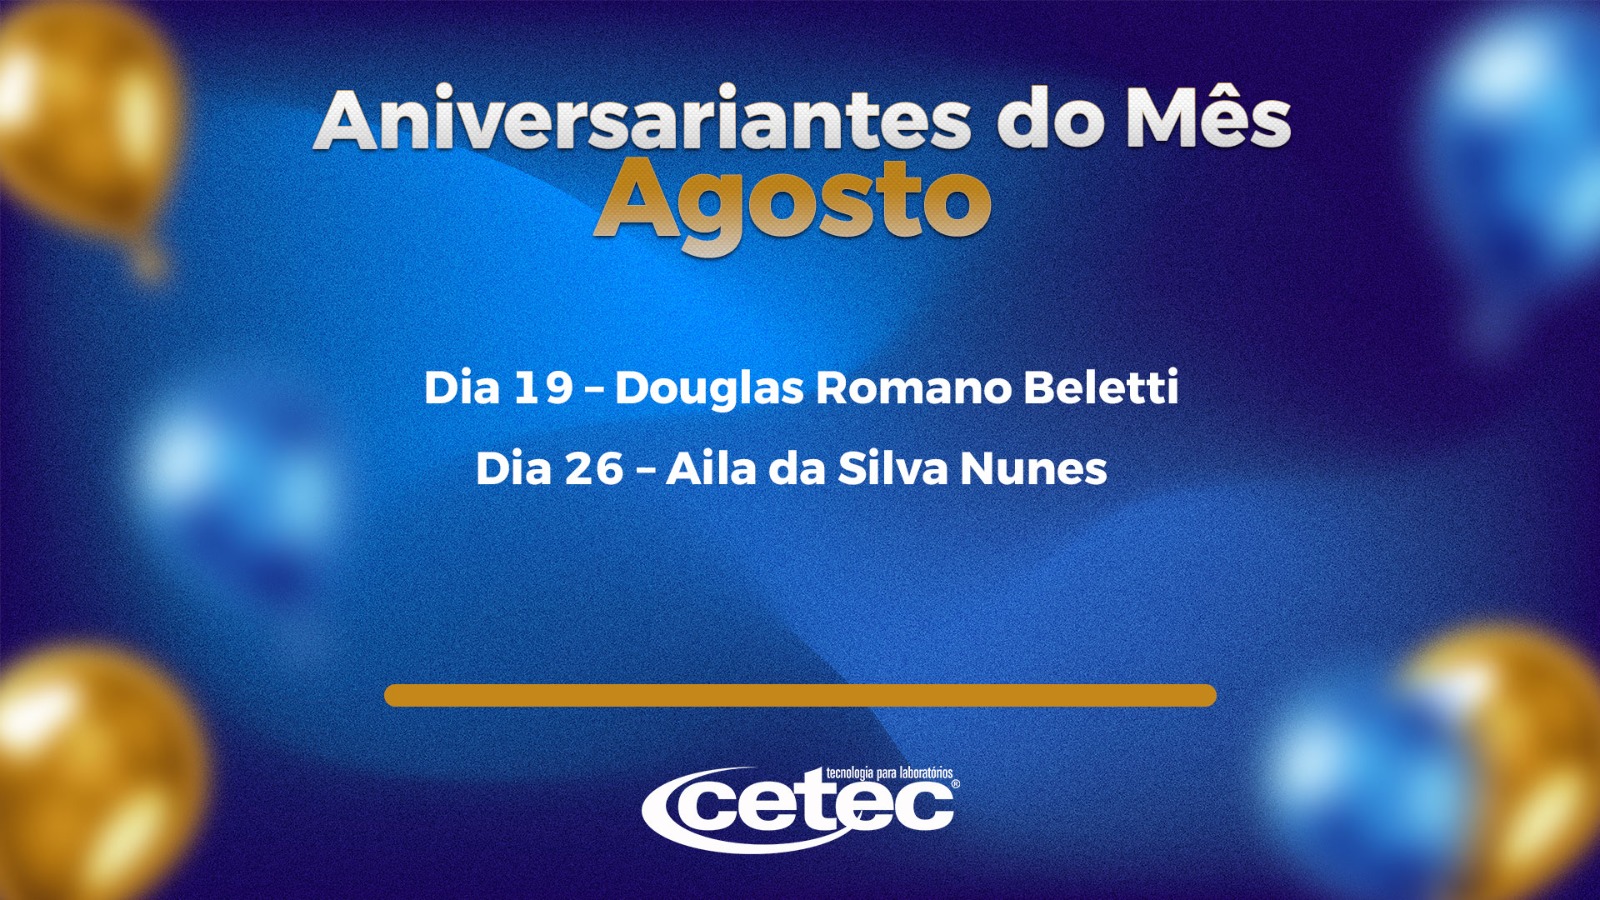 Aniversariantes do Mês
Agosto
Dia 19 – Douglas Romano Beletti
Dia 26 – Aila da Silva Nunes
tecnologia para laboratórios
cetec®